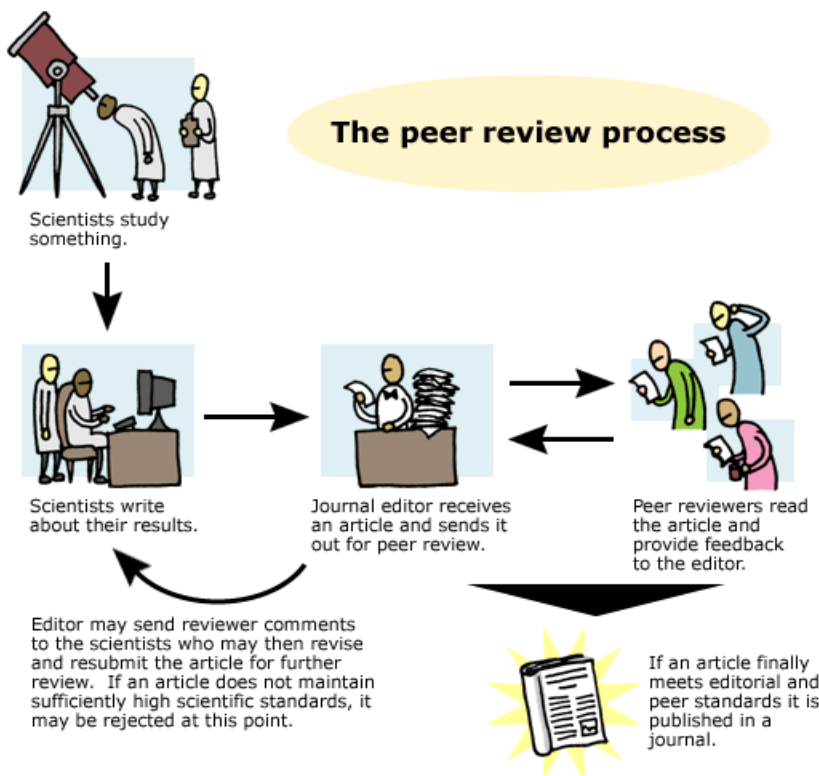 The peer review process
Scientists study
something.
Scientists write
about their results.
Journal editor receives
an article and sends it
out for peer review.
Peer reviewers read
the article and
provide feedback
to the editor.
Editor may send reviewer comments
to the scientists who may then revise
and resubmit the article for further
review.  If an article does not maintain
sufficiently high scientific standards, it
may be rejected at this point.
If an article finally
meets editorial and
peer standards it is
published in a
journal.